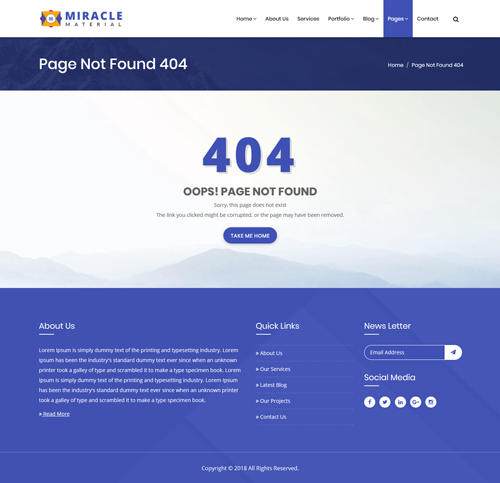 MIRACLE
MATERIAL
Home About Us Services Portfolio Blog Pages Contact
Page Not Found 404
Home / Page Not Found 404
404
OOPS! PAGE NOT FOUND
Sorry, this page does not exist
The link you clicked might be corrupted, or the page may have been removed.
TAKE ME HOME
About Us
Lorem Ipsum is simply dummy text of the printing and typesetting industry. Lorem
Ipsum has been the industry's standard dummy text ever since when an unknown
printer took a galley of type and scrambled it to make a type specimen book. Lorem
Ipsum is simply dummy text of the printing and typesetting industry. Lorem Ipsum
has been the industry's standard dummy text ever since when an unknown printer
took a galley of type and scrambled it to make a type specimen book.
» Read More
Quick Links
» About Us
» Our Services
» Latest Blog
» Our Projects
» Contact Us
News Letter
Email Address
Social Media
Copyright © 2018 All Rights Reserved.